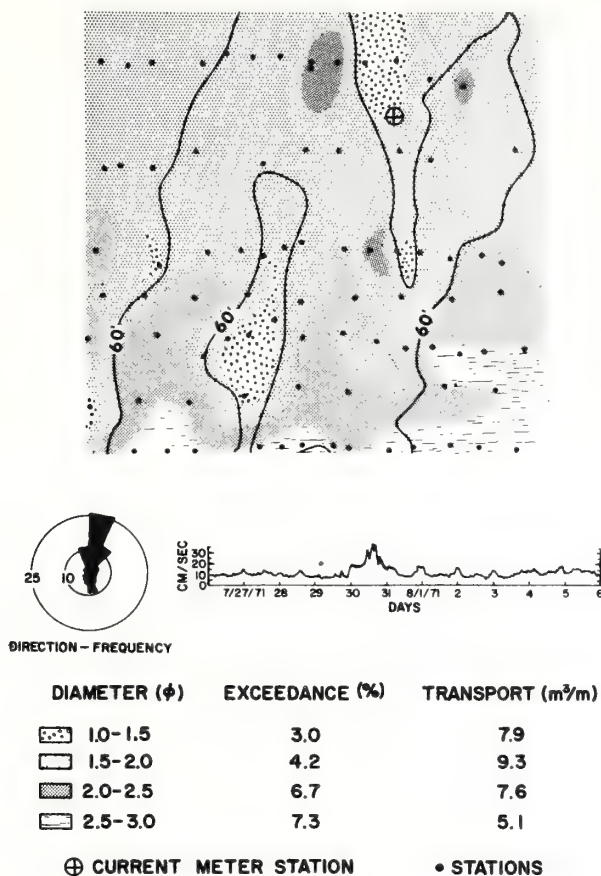 60'
60'
60'
25
10
DIRECTION - FREQUENCY
CM/SEC
30
20
10
0
7/27/71 28 29 30 31 8/1/71 2 3 4 5 6
DAYS
DIAMETER (ϕ) EXCEEDANCE (%) TRANSPORT (m³/m)
1.0-1.5 3.0 7.9
1.5-2.0 4.2 9.3
2.0-2.5 6.7 7.6
2.5-3.0 7.3 5.1
⊕ CURRENT METER STATION • STATIONS